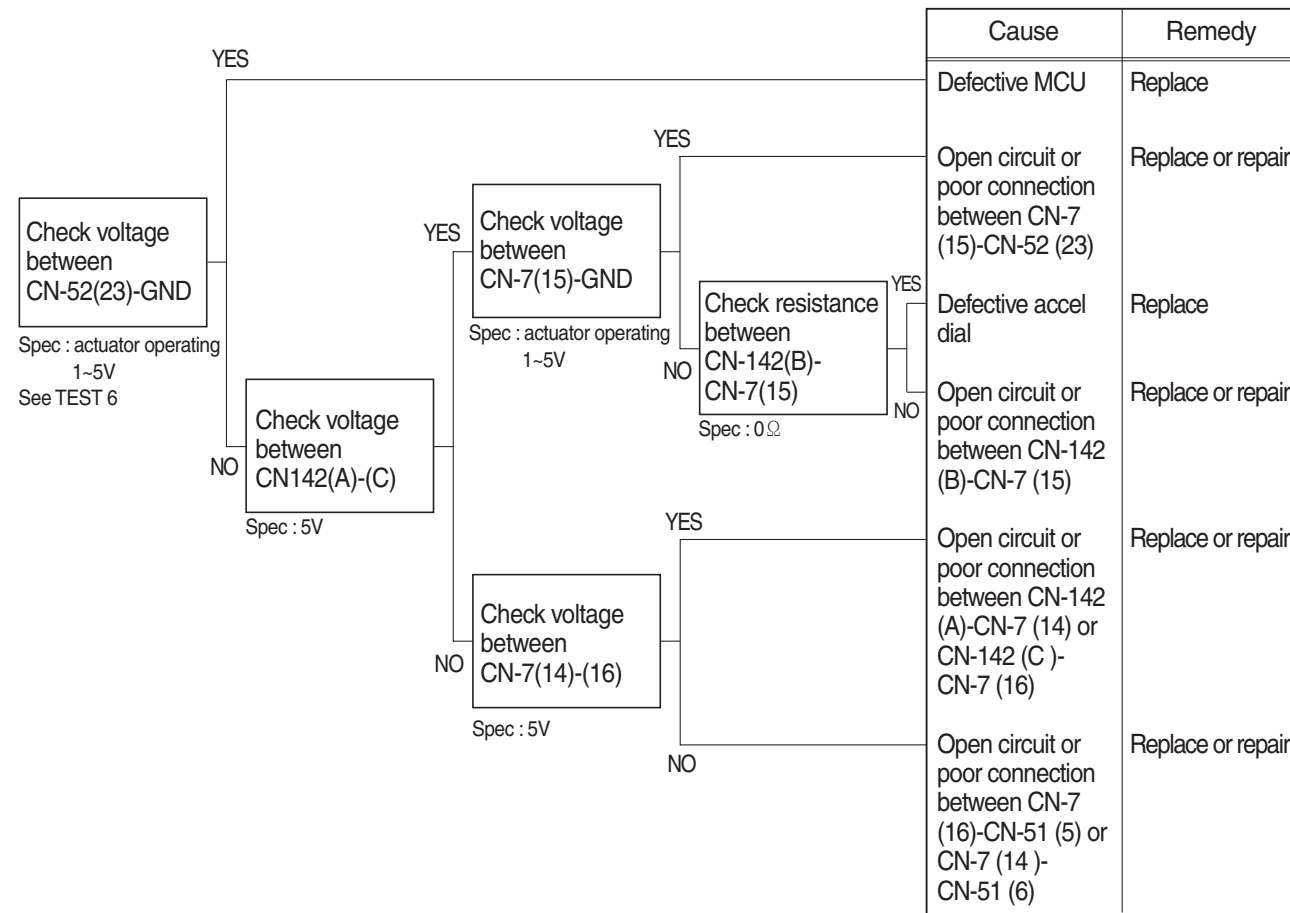 Cause
Remedy
YES
Defective MCU
Replace
YES
Open circuit or
poor connection
between CN-7
(15)-CN-52 (23)
Replace or repair
Check voltage
between
CN-52(23)-GND
Spec : actuator operating
1~5V
See TEST 6
YES
Check voltage
between
CN-7(15)-GND
Spec : actuator operating
1~5V
NO
Check resistance
between
CN-142(B)-
CN-7(15)
Spec : 0Ω
YES
Defective accel
dial
Replace
NO
Open circuit or
poor connection
between CN-142
(B)-CN-7 (15)
Replace or repair
NO
Check voltage
between
CN142(A)-(C)
Spec : 5V
YES
Open circuit or
poor connection
between CN-142
(A)-CN-7 (14) or
CN-142 (C )-
CN-7 (16)
Replace or repair
NO
Check voltage
between
CN-7(14)-(16)
Spec : 5V
NO
Open circuit or
poor connection
between CN-7
(16)-CN-51 (5) or
CN-7 (14 )-
CN-51 (6)
Replace or repair